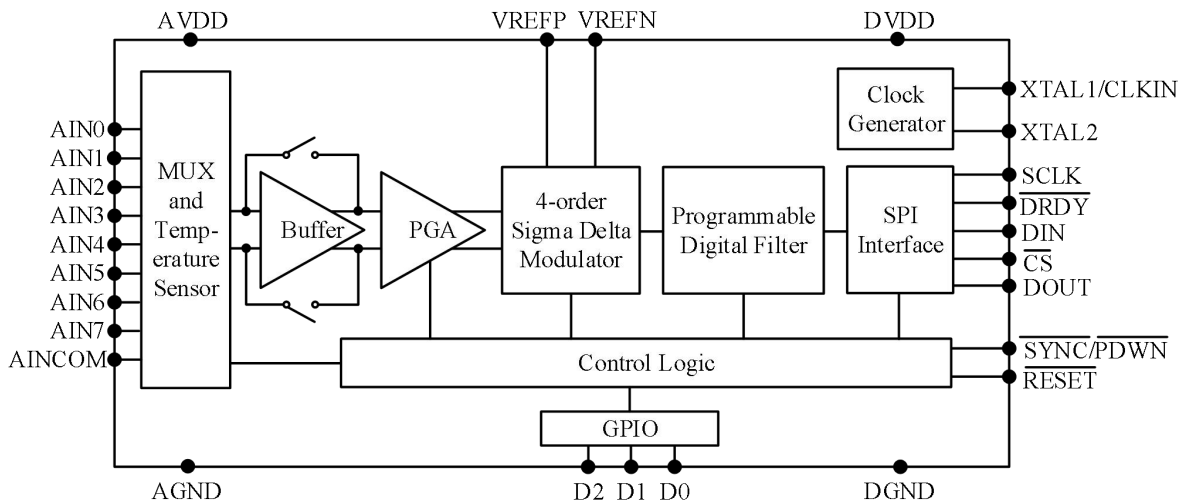 AVDD
VREFP
VREFN
DVDD
AIN0
AIN1
AIN2
AIN3
AIN4
AIN5
AIN6
AIN7
AINCOM
MUX
and
Temp-
erature
Sensor
Buffer
PGA
4-order
Sigma Delta
Modulator
Programmable
Digital Filter
Clock
Generator
SPI
Interface
XTAL1/CLKIN
XTAL2
SCLK
DRDY
DIN
CS
DOUT
SYNC/PDWN
RESET
Control Logic
GPIO
AGND
D2
D1
D0
DGND